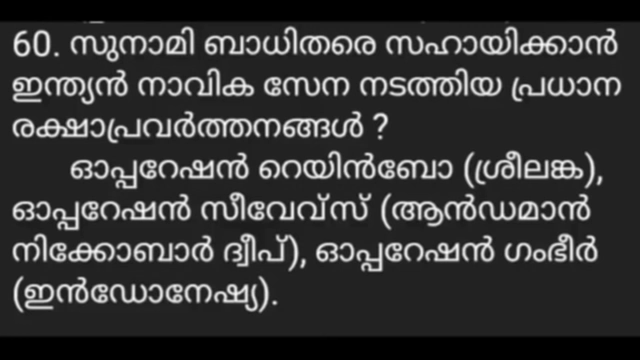 60. സുനാമി ബാധിതരെ സഹായിക്കാൻ
ഇന്ത്യൻ നാവിക സേന നടത്തിയ പ്രധാന
രക്ഷാപ്രവർത്തനങ്ങൾ ?
ഓപ്പറേഷൻ റെയിൻബോ (ശ്രീലങ്ക),
ഓപ്പറേഷൻ സീവേവ്സ് (ആൻഡമാൻ
നിക്കോബാർ ദ്വീപ്), ഓപ്പറേഷൻ ഗംഭീർ
(ഇൻഡോനേഷ്യ).